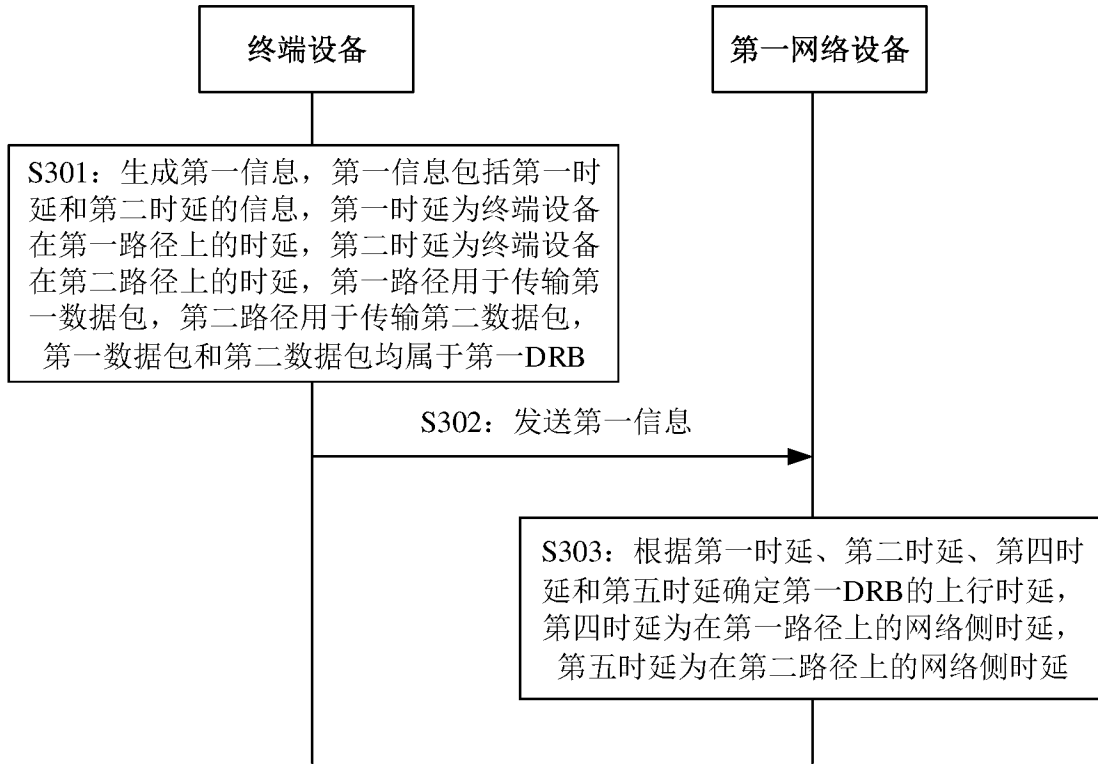 终端设备
第一网络设备
S301：生成第一信息，第一信息包括第一时
延和第二时延的信息，第一时延为终端设备
在第一路径上的时延，第二时延为终端设备
在第二路径上的时延，第一路径用于传输第
一数据包，第二路径用于传输第二数据包，
第一数据包和第二数据包均属于第一DRB
S302：发送第一信息
S303：根据第一时延、第二时延、第四时
延和第五时延确定第一DRB的上行时延，
第四时延为在第一路径上的网络侧时延，
第五时延为在第二路径上的网络侧时延